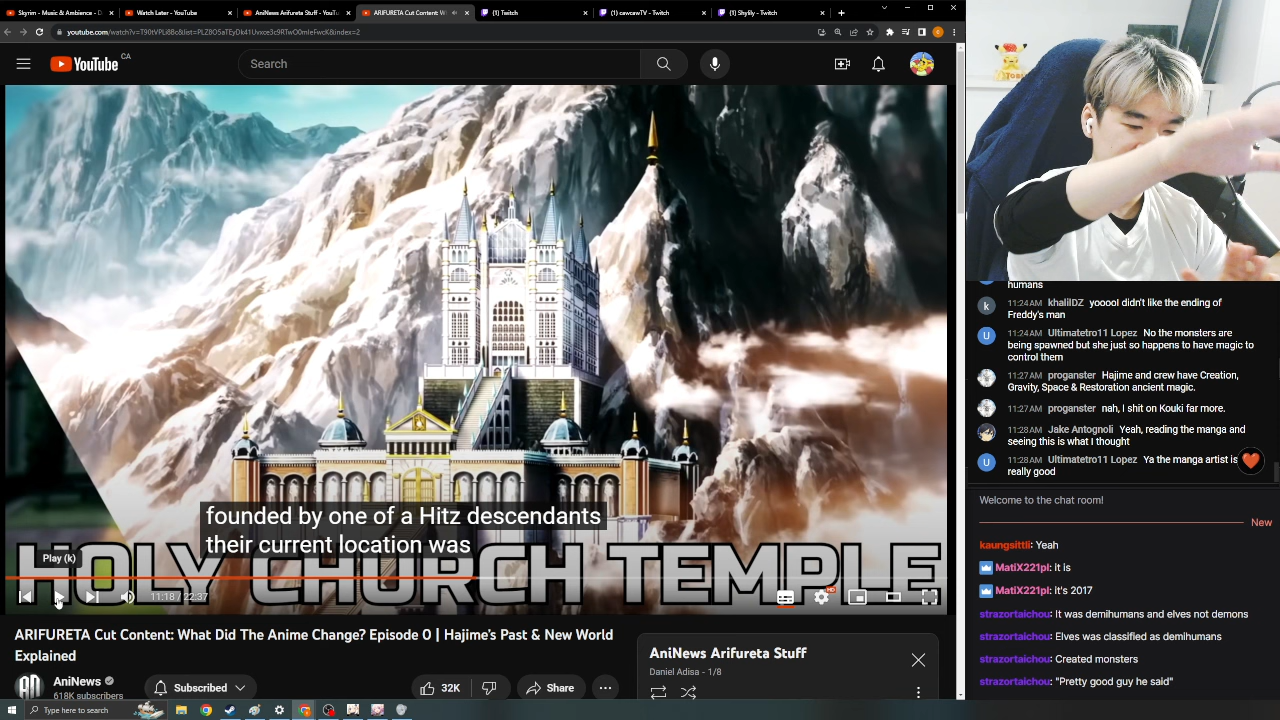 Slgrim - Music & Ambience - D
Watch Later - YouTube
AniNews Arifureta Stuff - YouTu
ARIFURETA Cut Content: W
Twitch
(1) cawcawTV - Twitch
(1) Shylily - Twitch
YouTube CA
Search
founded by one of a Hitz descendants
their current location was
HOLY CHURCH TEMPLE
Play (k)
11:18 / 22:37
HD
ARIFURETA Cut Content: What Did The Anime Change? Episode 0 | Hajime's Past & New World
Explained
AniNews
618K subscribers
Subscribed
32K
Share
AniNews Arifureta Stuff
Daniel Adisa - 1/8
Type here to search
humans
11:24 AM khalilDZ yooool didn't like the ending of
Freddy's man
11:24 AM Ultimatetro11 Lopez No the monsters are
being spawned but she just so happens to have magic to
control them
11:27 AM proganster Hajime and crew have Creation,
Gravity, Space & Restoration ancient magic.
11:27 AM proganster nah, I shit on Kouki far more.
11:28 AM Jake Antognoli Yeah, reading the manga and
seeing this is what I thought
11:28 AM Ultimatetro11 Lopez Ya the manga artist is
really good
Welcome to the chat room!
New
kaungsittli: Yeah
MatiX221pl: it is
MatiX221pl: it's 2017
strazortaichou: It was demihumans and elves not demons
strazortaichou: Elves was classified as demihumans
strazortaichou: Created monsters
strazortaichou: "Pretty good guy he said"